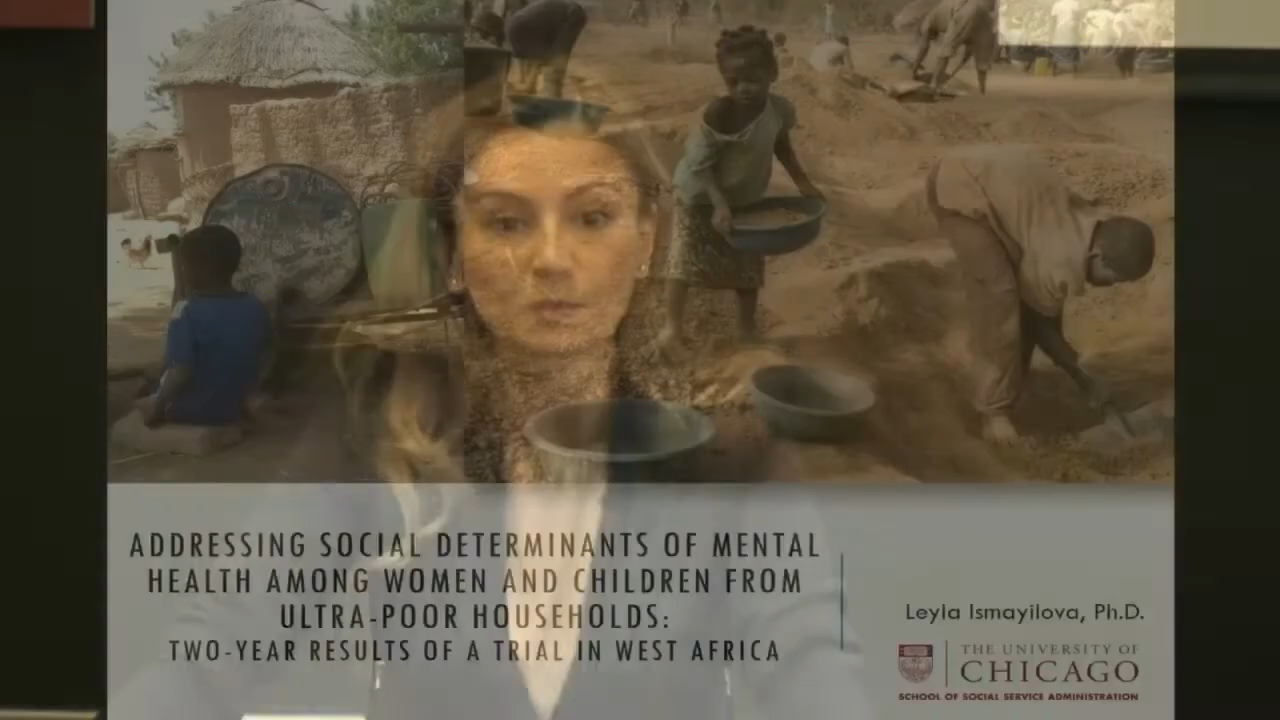 ADDRESSING SOCIAL DETERMINANTS OF MENTAL
HEALTH AMONG WOMEN AND CHILDREN FROM
ULTRA-POOR HOUSEHOLDS:
TWO-YEAR RESULTS OF A TRIAL IN WEST AFRICA
Leyla Ismayilova, Ph.D.
THE UNIVERSITY OF
CHICAGO
SCHOOL OF SOCIAL SERVICE ADMINISTRATION